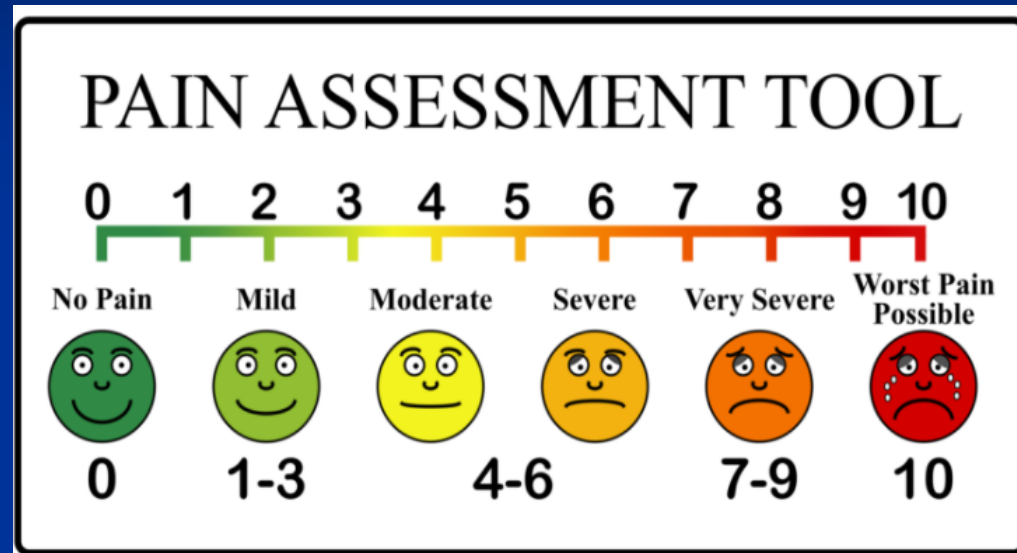 PAIN ASSESSMENT TOOL
0 1 2 3 4 5 6 7 8 9 10
No Pain Mild Moderate Severe Very Severe Worst Pain
Possible
0 1-3 4-6 7-9 10